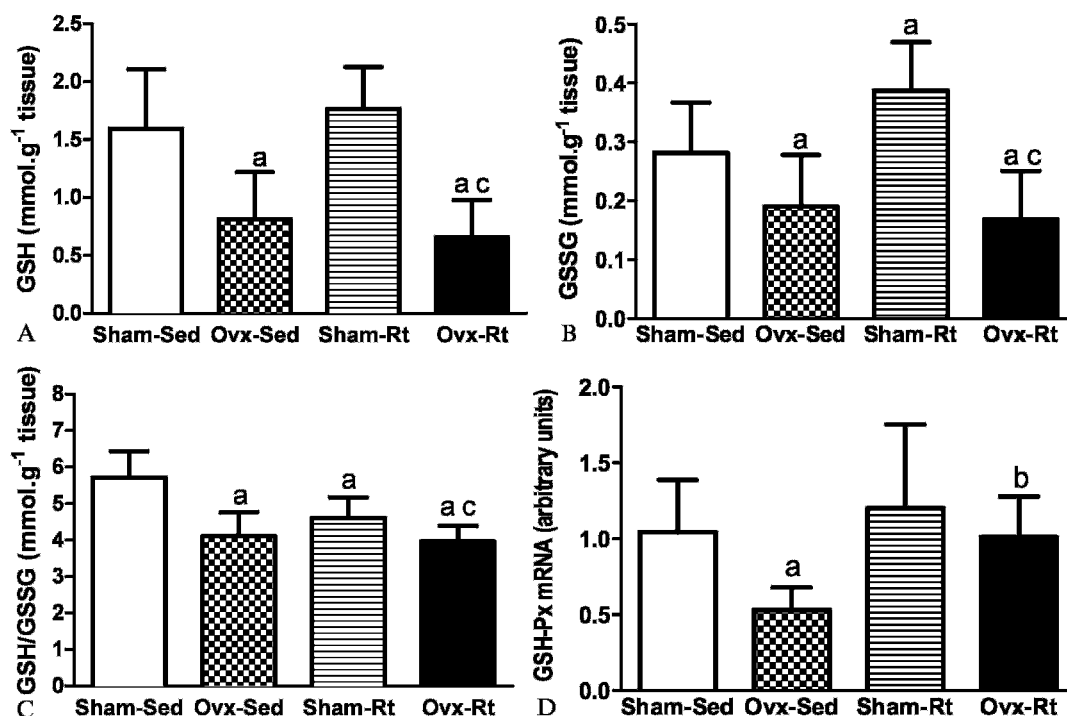 GSH (mmol.g⁻¹ tissue)
2.5
2.0
1.5
1.0
0.5
0.0
a
a c
Sham-Sed Ovx-Sed Sham-Rt Ovx-Rt
A
GSSG (mmol.g⁻¹ tissue)
0.5
0.4
0.3
0.2
0.1
0.0
a
a
a c
Sham-Sed Ovx-Sed Sham-Rt Ovx-Rt
B
GSH/GSSG (mmol.g⁻¹ tissue)
8
7
6
5
4
3
2
1
0
a
a
a c
Sham-Sed Ovx-Sed Sham-Rt Ovx-Rt
C
GSH-Px mRNA (arbitrary units)
2.0
1.5
1.0
0.5
0.0
a
b
Sham-Sed Ovx-Sed Sham-Rt Ovx-Rt
D